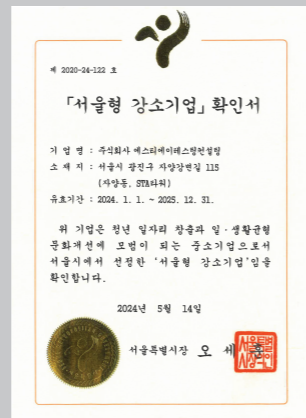 제 2020-24-122 호
「서울형 강소기업」 확인서
기 업 명 : 주식회사 에스티에이테스팅컨설팅
소 재 지 : 서울시 광진구 자양강변길 115
(자양동, STA타워)
유효기간 : 2024. 1. 1. ~ 2025. 12. 31.
위 기업은 청년 일자리 창출과 일·생활균형
문화개선에 모범이 되는 중소기업으로서
서울시에서 선정한 '서울형 강소기업'임을
확인합니다.
2024년 5월 14일
서울특별시장 오 세 훈